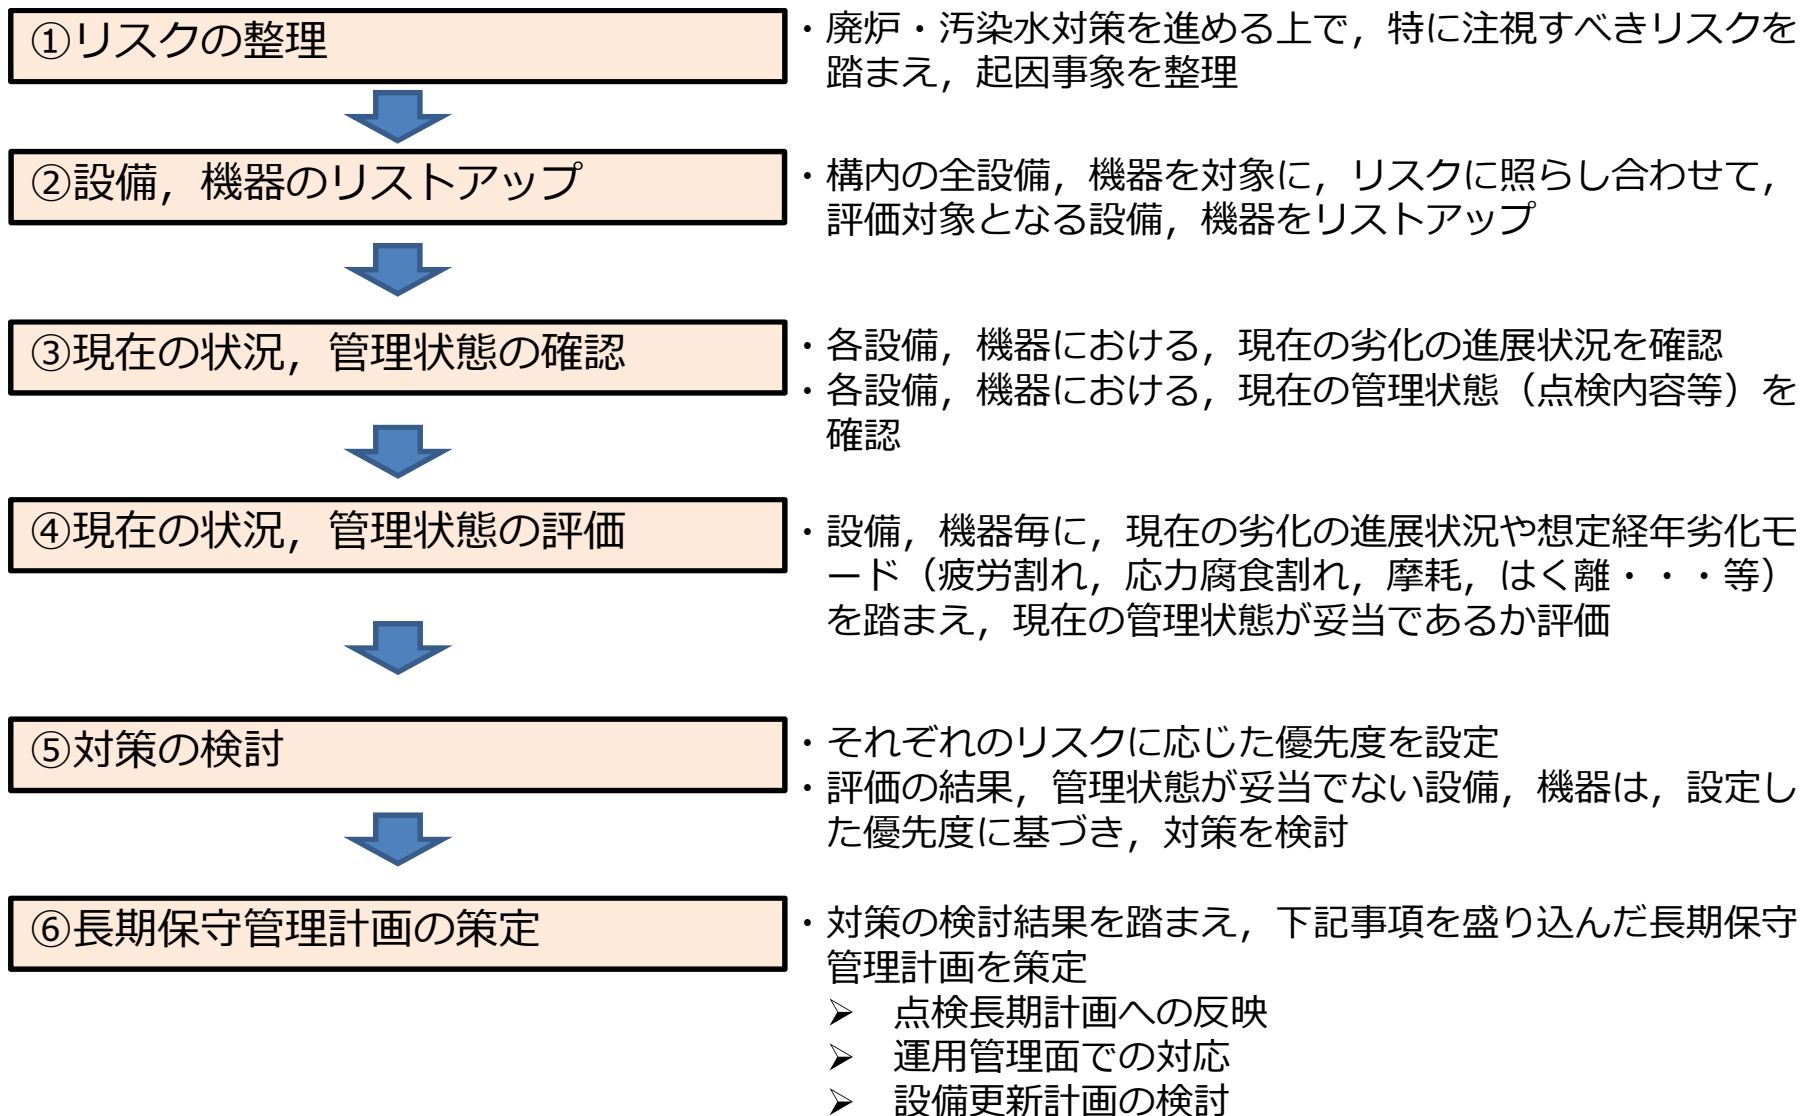 ①リスクの整理
・廃炉・汚染水対策を進める上で，特に注視すべきリスクを
踏まえ，起因事象を整理
②設備，機器のリストアップ
・構内の全設備，機器を対象に，リスクに照らし合わせて，
評価対象となる設備，機器をリストアップ
③現在の状況，管理状態の確認
・各設備，機器における，現在の劣化の進展状況を確認
・各設備，機器における，現在の管理状態（点検内容等）を
確認
④現在の状況，管理状態の評価
・設備，機器毎に，現在の劣化の進展状況や想定経年劣化モ
ード（疲労割れ，応力腐食割れ，摩耗，はく離・・・等）
を踏まえ，現在の管理状態が妥当であるか評価
⑤対策の検討
・それぞれのリスクに応じた優先度を設定
・評価の結果，管理状態が妥当でない設備，機器は，設定し
た優先度に基づき，対策を検討
⑥長期保守管理計画の策定
・対策の検討結果を踏まえ，下記事項を盛り込んだ長期保守
管理計画を策定
➢ 点検長期計画への反映
➢ 運用管理面での対応
➢ 設備更新計画の検討